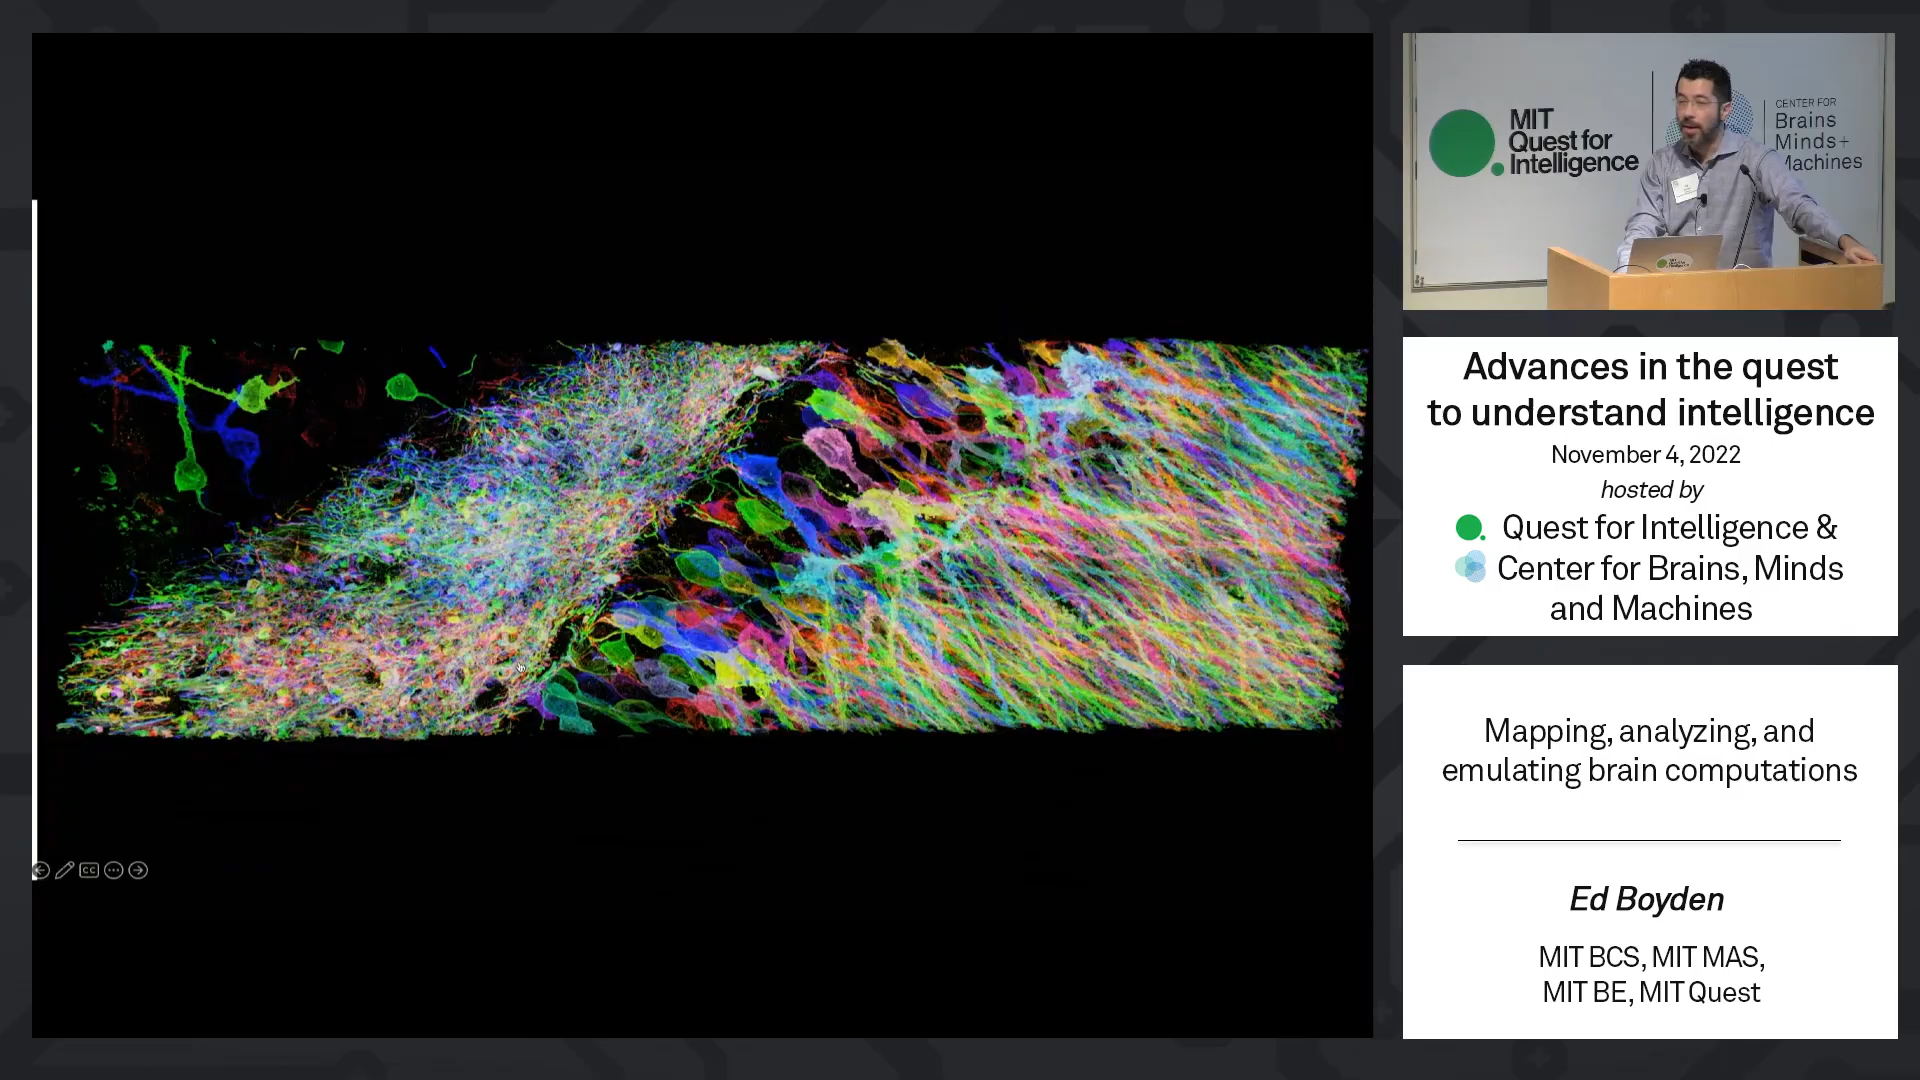 MIT
Quest for
Intelligence
CENTER FOR
Brains
Minds+
Machines
Advances in the quest
to understand intelligence
November 4, 2022
hosted by
Quest for Intelligence &
Center for Brains, Minds
and Machines
Mapping, analyzing, and
emulating brain computations
Ed Boyden
MIT BCS, MIT MAS,
MIT BE, MIT Quest
CC